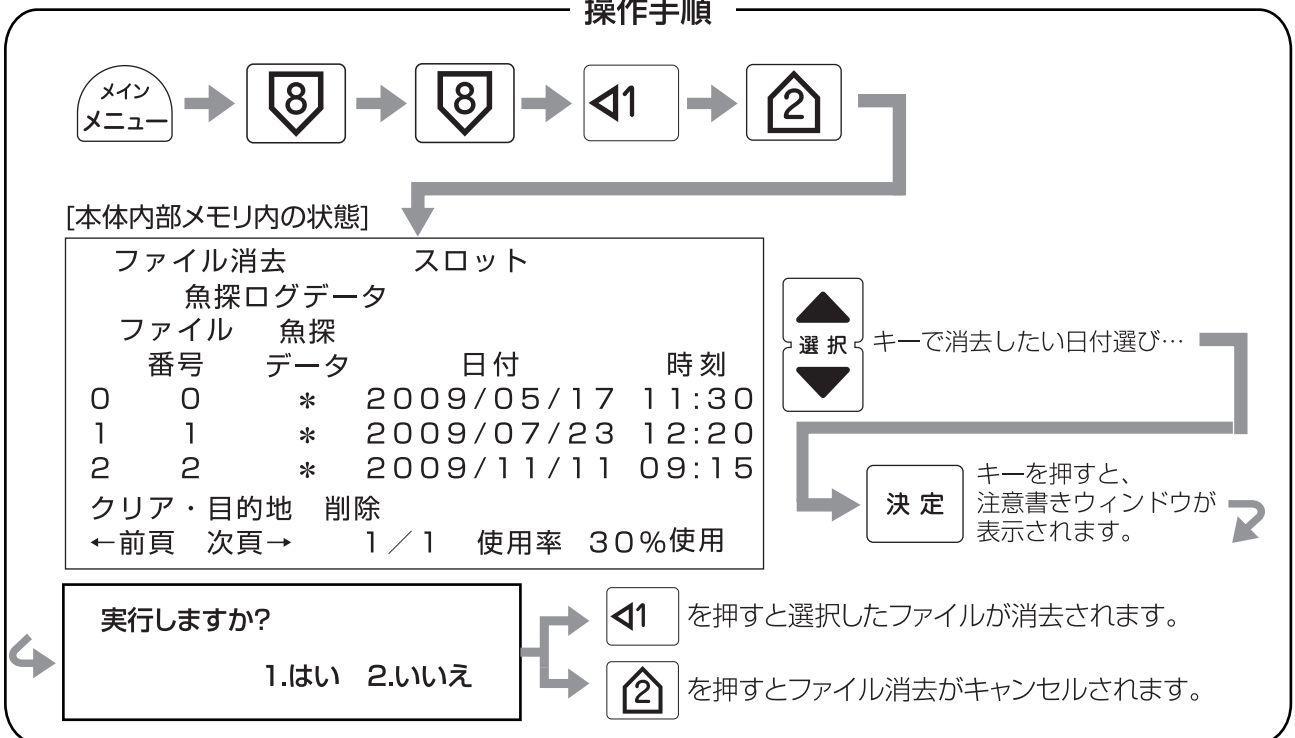 操作手順
メイン
メニュー
8
8
1
2
[本体内部メモリ内の状態]
ファイル消去 スロット
魚探ログデータ
ファイル 魚探
番号 データ 日付 時刻
0 0 * 2009/05/17 11:30
1 1 * 2009/07/23 12:20
2 2 * 2009/11/11 09:15
クリア・目的地 削除
←前頁 次頁→ 1／1 使用率 30%使用
選択 キーで消去したい日付選び…
決定
キーを押すと、
注意書きウィンドウが
表示されます。
実行しますか?
1.はい 2.いいえ
1 を押すと選択したファイルが消去されます。
2 を押すとファイル消去がキャンセルされます。